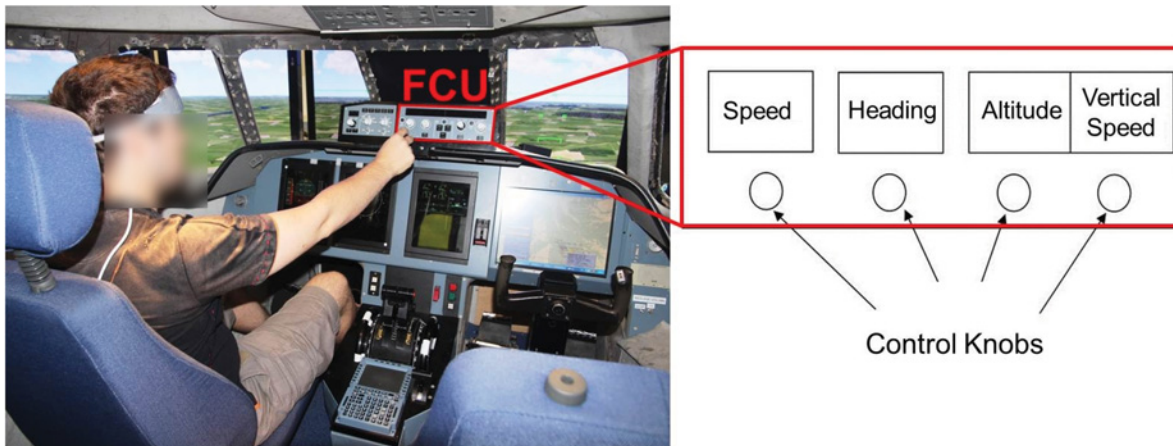 FCU
Speed
Heading
Altitude
Vertical
Speed
Control Knobs